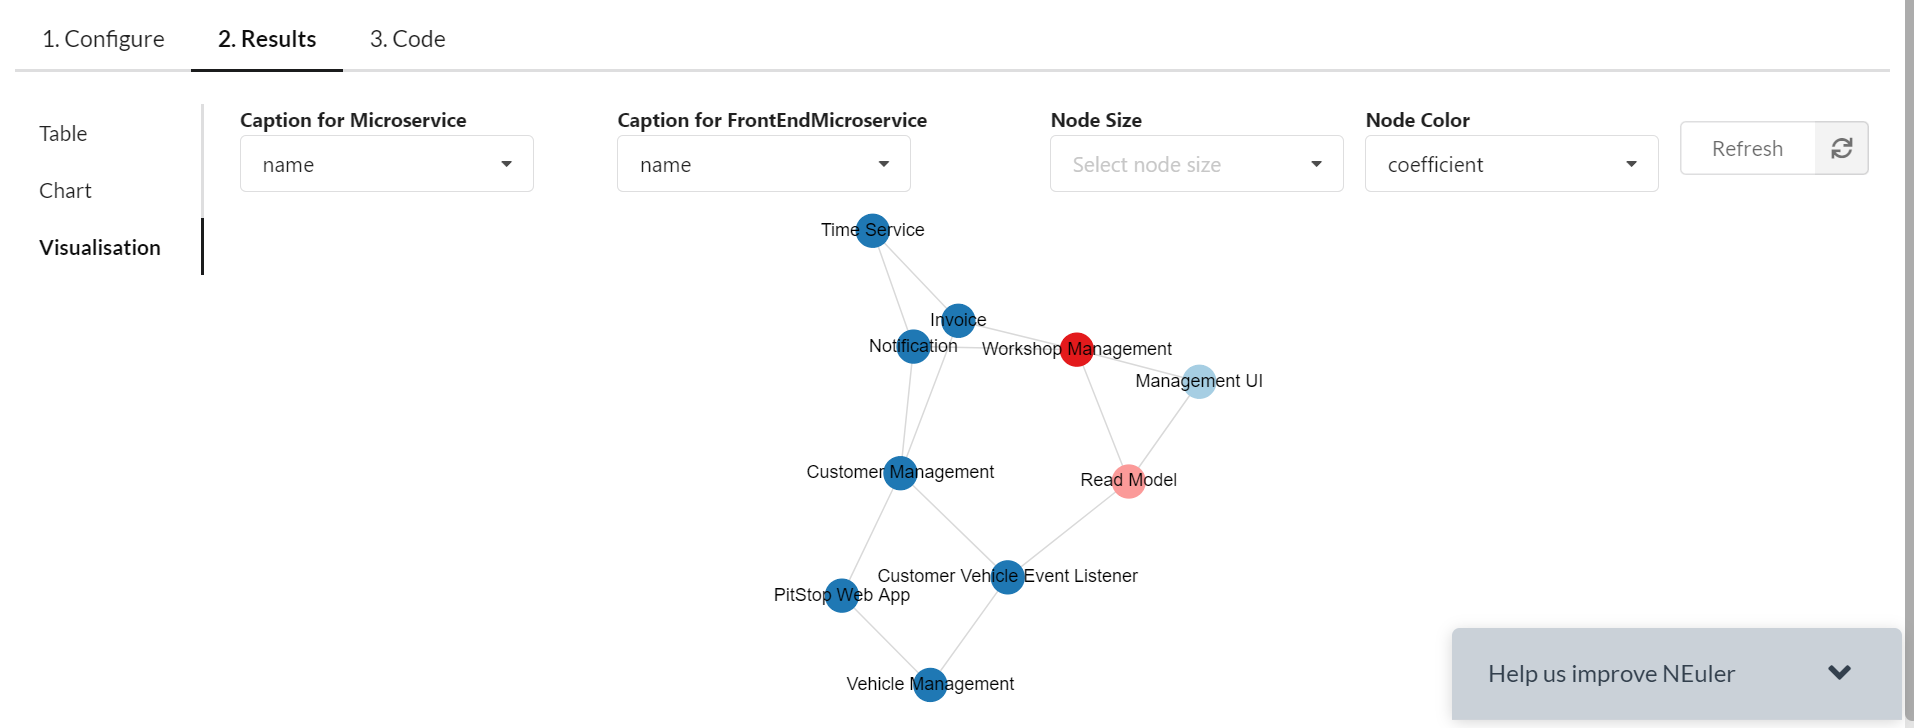 1. Configure
2. Results
3. Code
Table
Chart
Visualisation
Caption for Microservice
name
Caption for FrontEndMicroservice
name
Node Size
Select node size
Node Color
coefficient
Refresh
Time Service
Invoice
Notification
Workshop Management
Management UI
Customer Management
Read Model
Customer Vehicle Event Listener
PitStop Web App
Vehicle Management
Help us improve NEuler